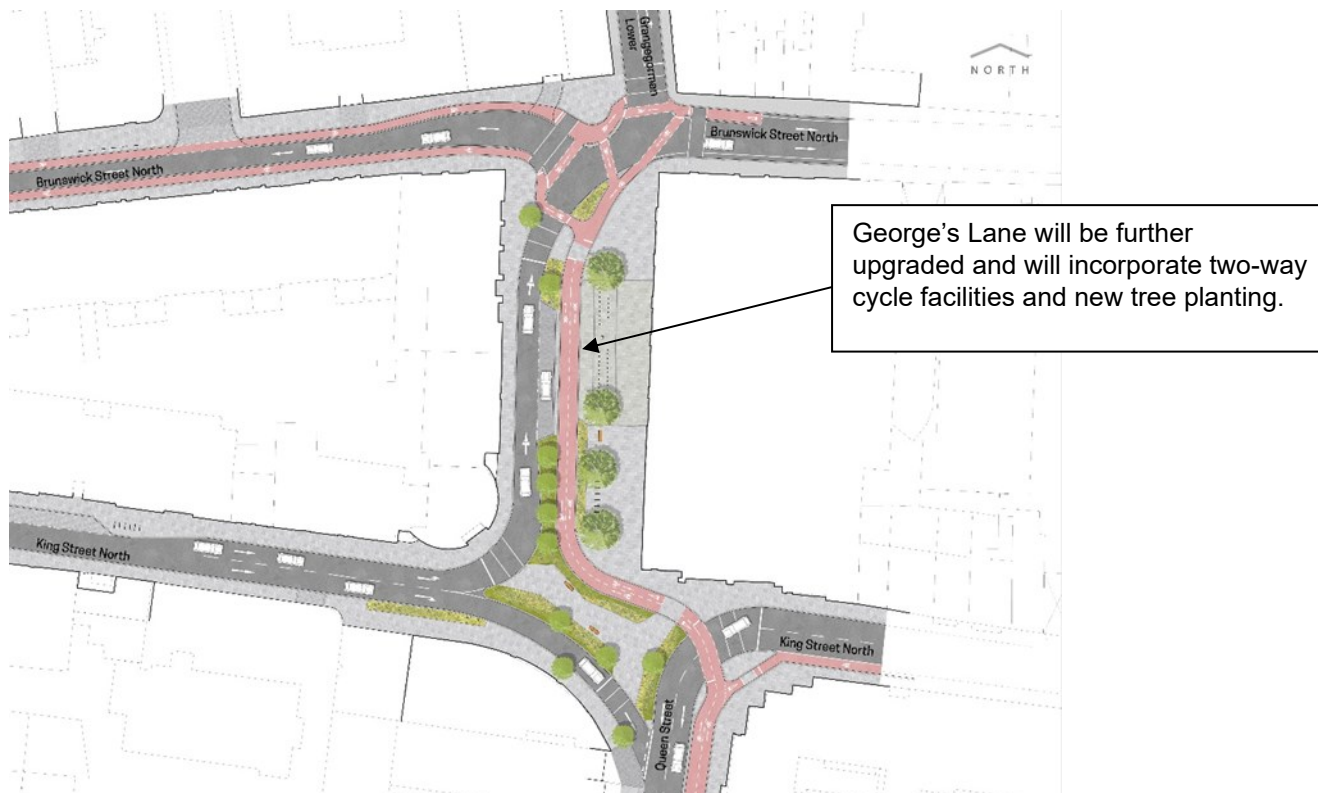 Grangegorman
Lower
NORTH
Brunswick Street North
Brunswick Street North
George’s Lane will be further
upgraded and will incorporate two-way
cycle facilities and new tree planting.
King Street North
King Street North
Queen Street